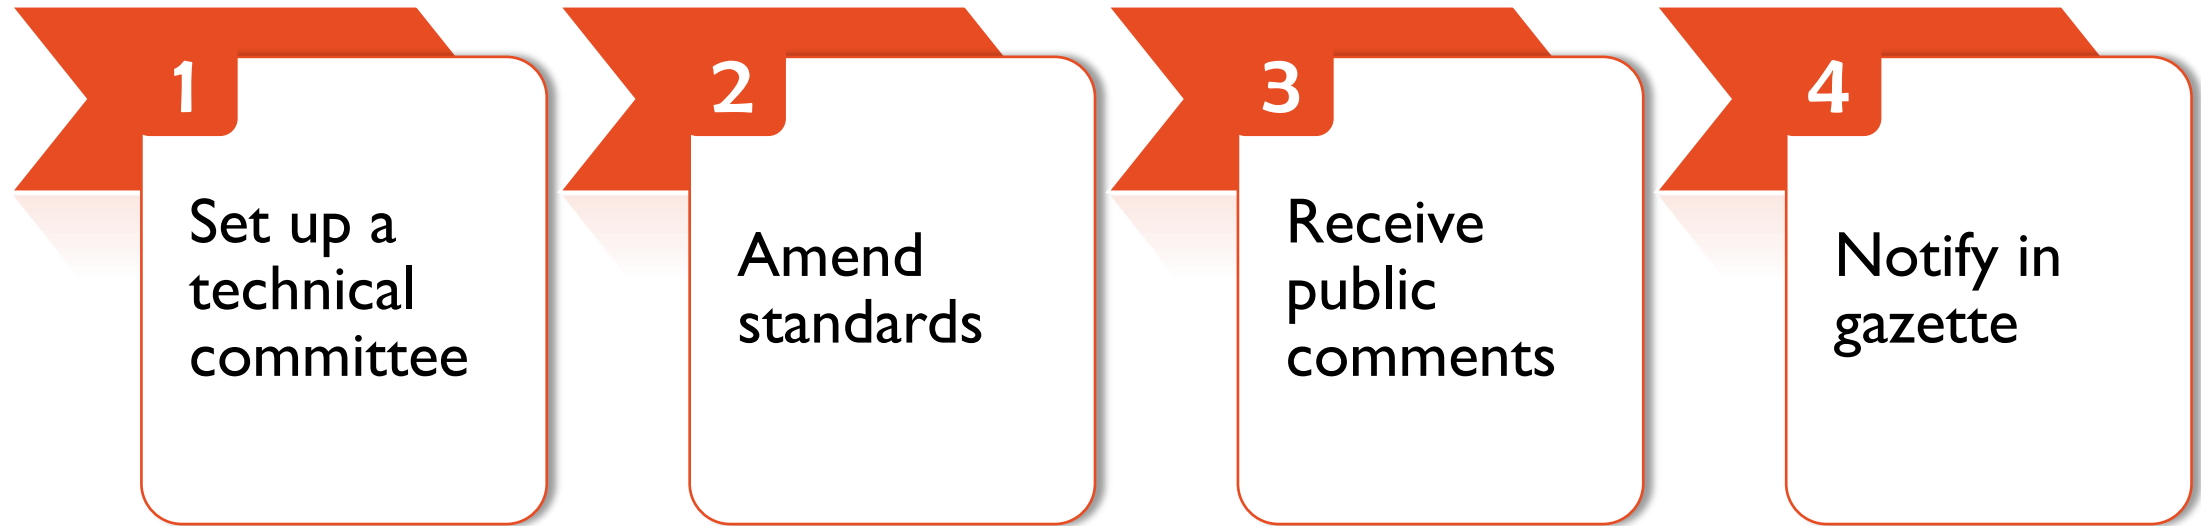 1
Set up a
technical
committee
2
Amend
standards
3
Receive
public
comments
4
Notify in
gazette